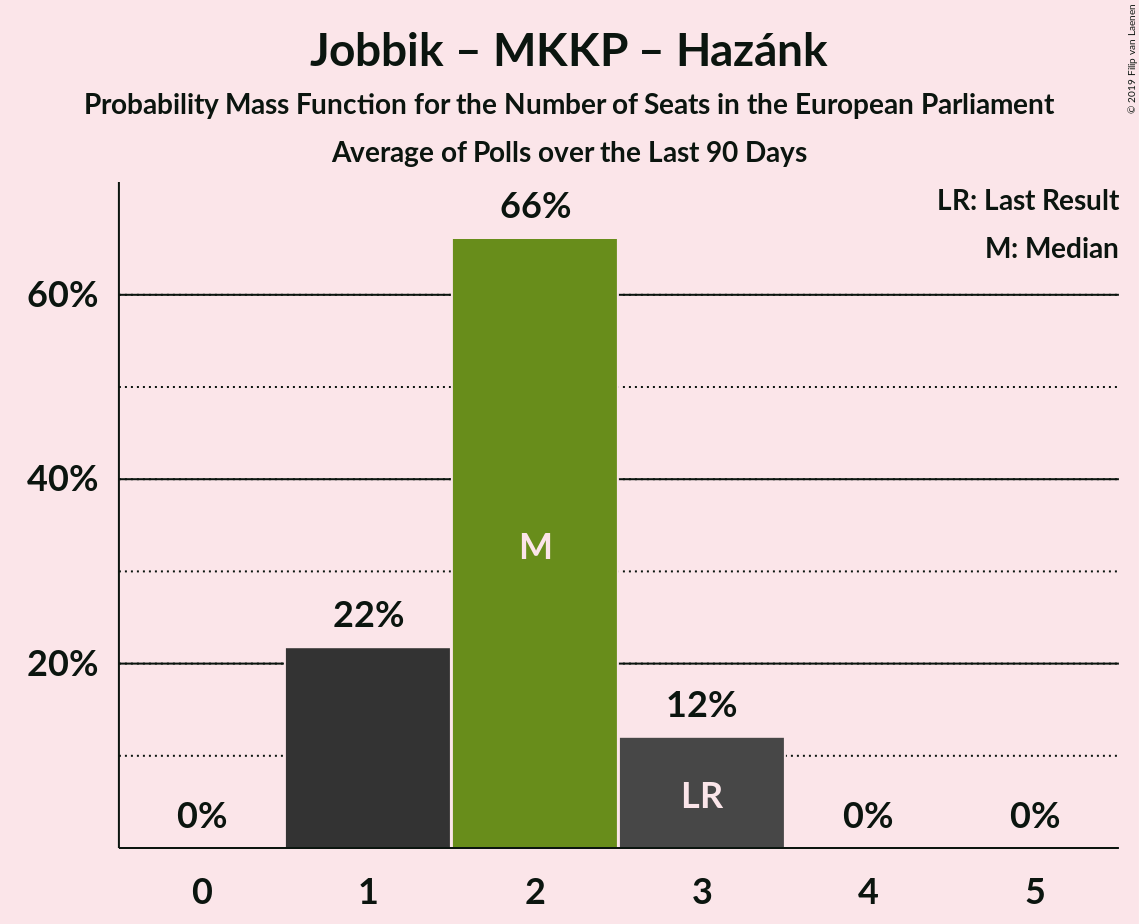 Jobbik – MKKP – Hazánk
Probability Mass Function for the Number of Seats in the European Parliament
Average of Polls over the Last 90 Days
© 2019 Filip van Laenen
LR: Last Result
M: Median
66%
60%
40%
M
22%
20%
12%
LR
0%
0%
0%
0
1
2
3
4
5